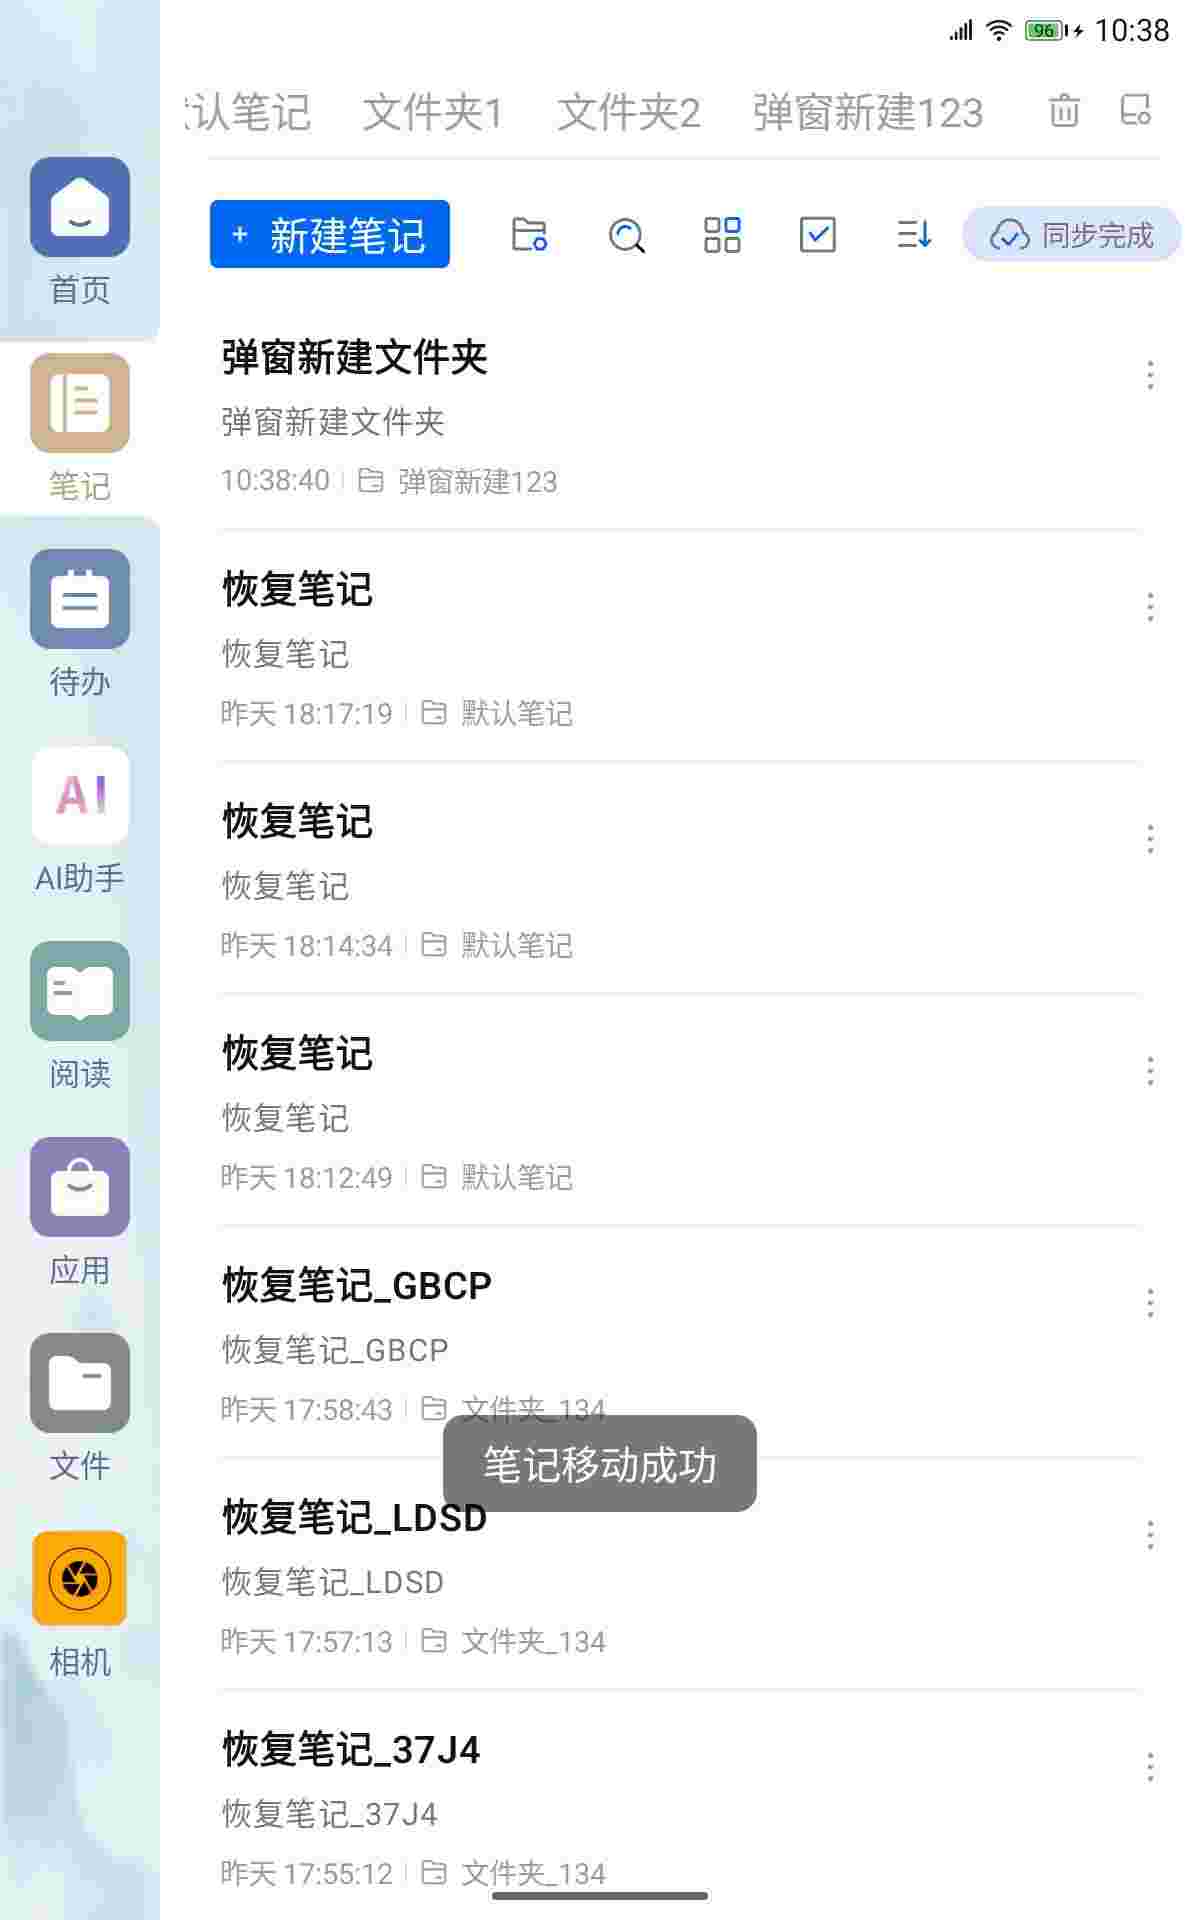 96 10:38
认笔记 文件夹1 文件夹2 弹窗新建123
+ 新建笔记 同步完成
首页
笔记
待办
AI
AI助手
阅读
应用
文件
相机
弹窗新建文件夹
弹窗新建文件夹
10:38:40 弹窗新建123
恢复笔记
恢复笔记
昨天 18:17:19 默认笔记
恢复笔记
恢复笔记
昨天 18:14:34 默认笔记
恢复笔记
恢复笔记
昨天 18:12:49 默认笔记
恢复笔记_GBCP
恢复笔记_GBCP
昨天 17:58:43 文件夹_134
笔记移动成功
恢复笔记_LDSD
恢复笔记_LDSD
昨天 17:57:13 文件夹_134
恢复笔记_37J4
恢复笔记_37J4
昨天 17:55:12 文件夹_134